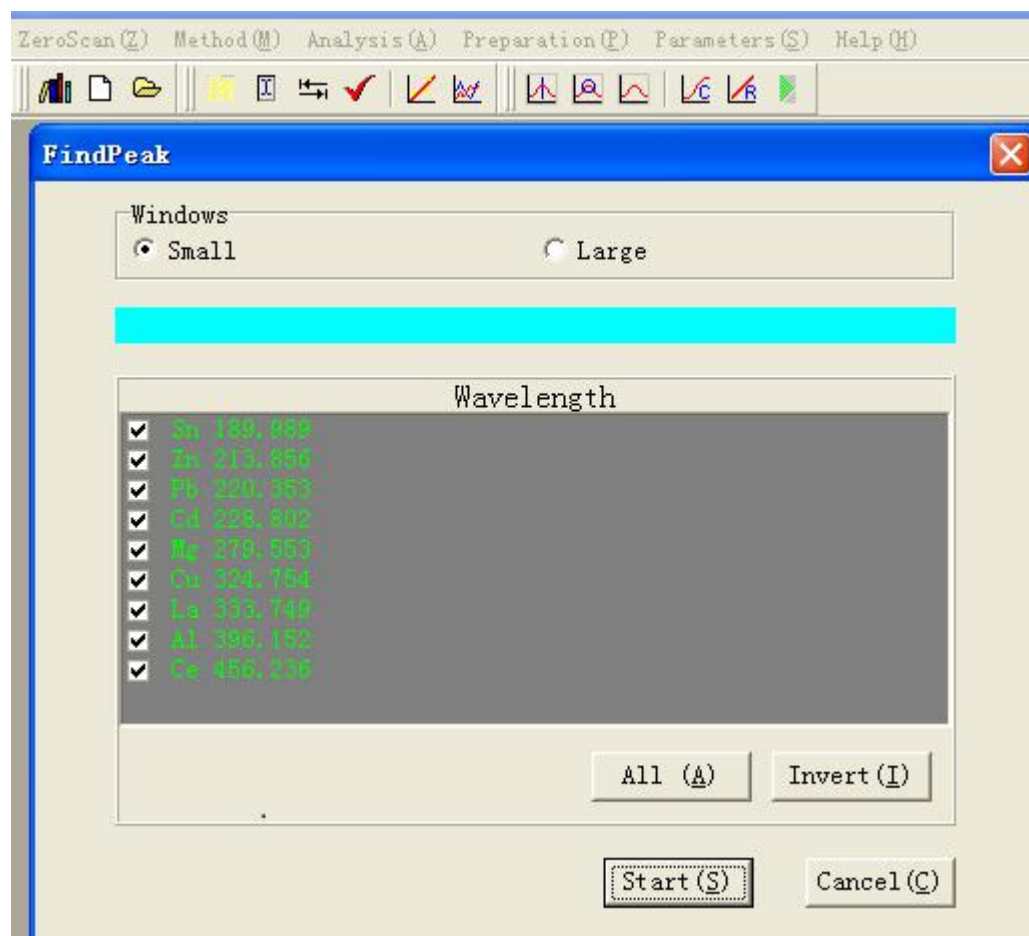 ZeroScan(Z) Method(M) Analysis(A) Preparation(P) Parameters(S) Help(H)
C R
FindPeak
Windows
Small Large
Wavelength
Sn 189.989
Zn 213.856
Pb 220.353
Cd 228.802
Mg 279.553
Cu 324.754
La 333.749
Al 396.152
Ce 456.236
All (A) Invert(I)
Start(S) Cancel(C)